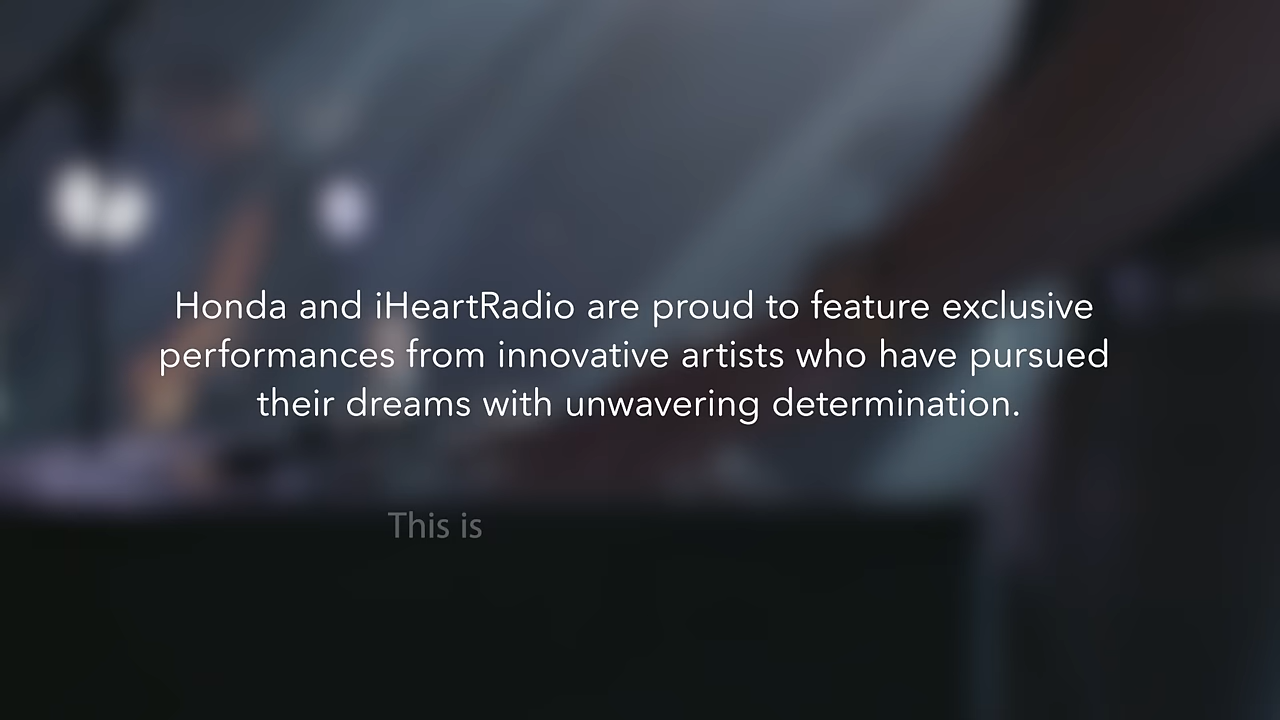 Honda and iHeartRadio are proud to feature exclusive
performances from innovative artists who have pursued
their dreams with unwavering determination.
This is